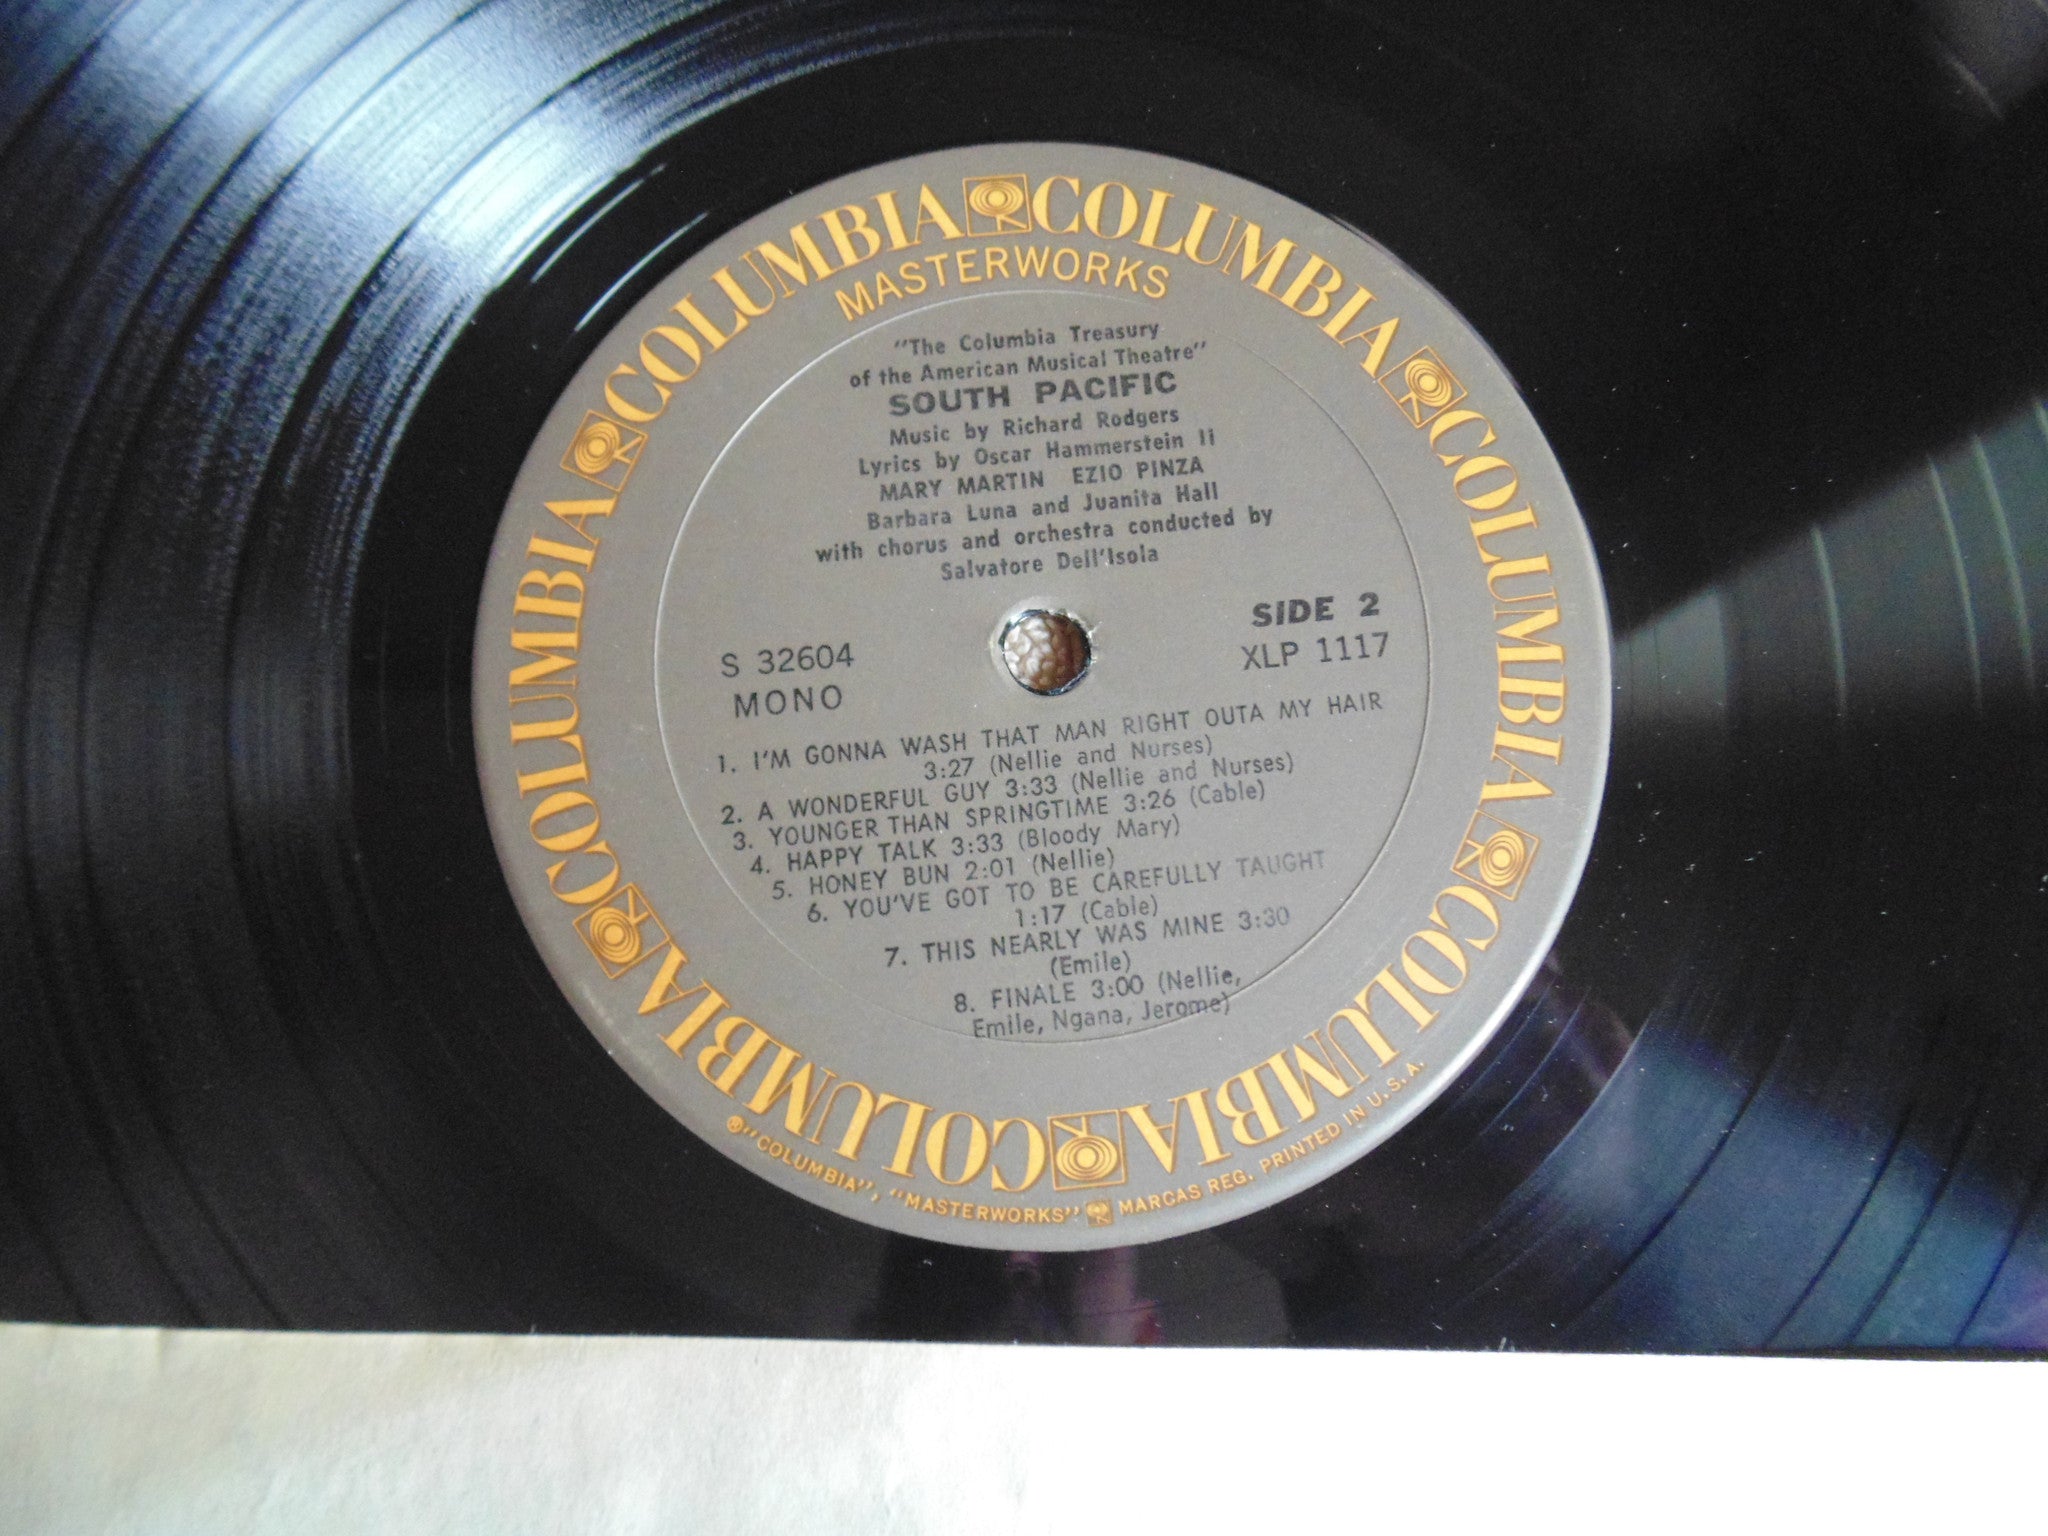 COLUMBIA COLUMBIA COLUMBIA COLUMBIA COLUMBIA COLUMBIA COLUMBIA COLUMBIA
MASTERWORKS
"The Columbia Treasury
of the American Musical Theatre"
SOUTH PACIFIC
Music by Richard Rodgers
Lyrics by Oscar Hammerstein II
MARY MARTIN EZIO PINZA
Barbara Luna and Juanita Hall
with chorus and orchestra conducted by
Salvatore Dell'Isola
SIDE 2
S 32604 XLP 1117
MONO
1. I'M GONNA WASH THAT MAN RIGHT OUTA MY HAIR
3:27 (Nellie and Nurses)
2. A WONDERFUL GUY 3:33 (Nellie and Nurses)
3. YOUNGER THAN SPRINGTIME 3:26 (Cable)
4. HAPPY TALK 3:33 (Bloody Mary)
5. HONEY BUN 2:01 (Nellie)
6. YOU'VE GOT TO BE CAREFULLY TAUGHT
1:17 (Cable)
7. THIS NEARLY WAS MINE 3:30
(Emile)
8. FINALE 3:00 (Nellie,
Emile, Ngana, Jerome)
® "COLUMBIA", "MASTERWORKS" MARCAS REG. PRINTED IN U.S.A.